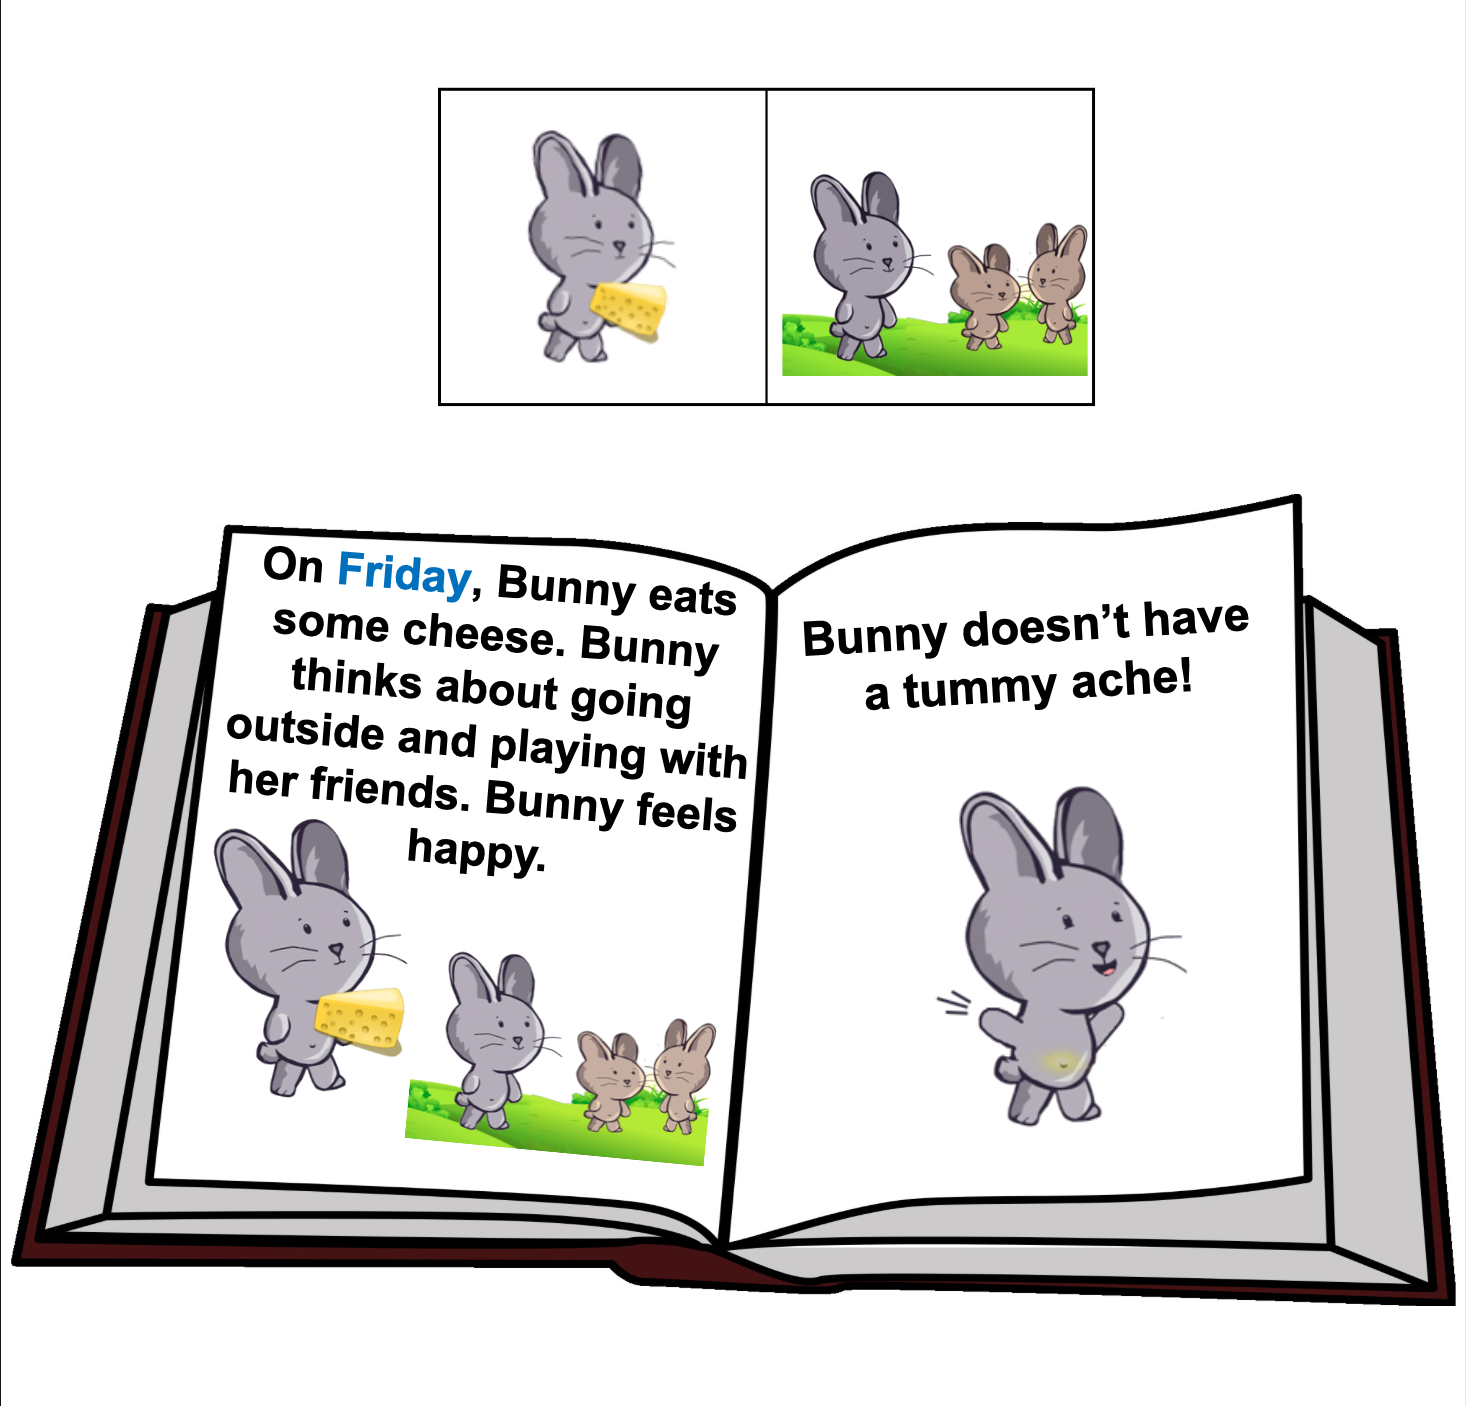 On Friday, Bunny eats
some cheese. Bunny
thinks about going
outside and playing with
her friends. Bunny feels
happy.
Bunny doesn’t have
a tummy ache!